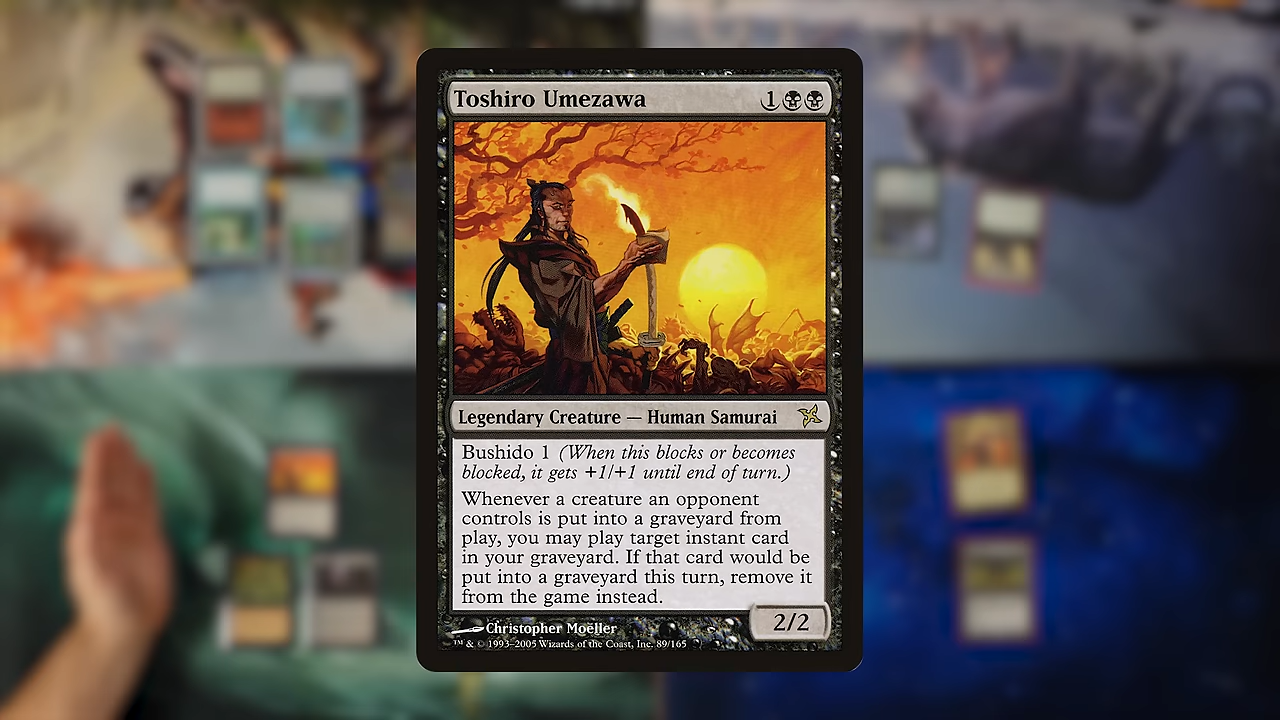 Toshiro Umezawa 1
Legendary Creature — Human Samurai
Bushido 1 (When this blocks or becomes
blocked, it gets +1/+1 until end of turn.)
Whenever a creature an opponent
controls is put into a graveyard from
play, you may play target instant card
in your graveyard. If that card would be
put into a graveyard this turn, remove it
from the game instead.
2/2
Christopher Moeller
™ & © 1993–2005 Wizards of the Coast, Inc. 89/165